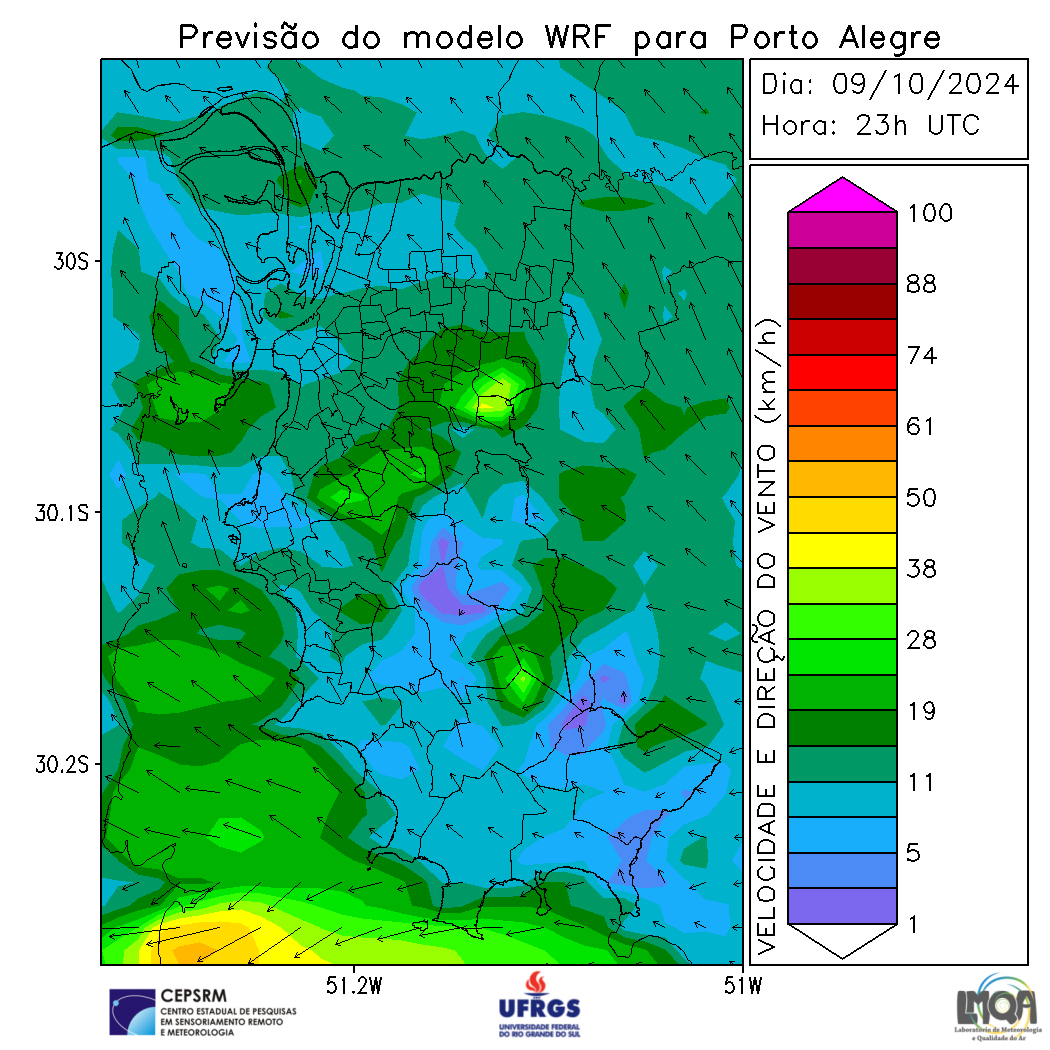 Previsão do modelo WRF para Porto Alegre
Dia: 09/10/2024
Hora: 23h UTC
30S
30.1S
30.2S
51.2W
51W
VELOCIDADE E DIREÇÃO DO VENTO (km/h)
100
88
74
61
50
38
28
19
11
5
1
CEPSRM
CENTRO ESTADUAL DE PESQUISAS
EM SENSORIAMENTO REMOTO
E METEOROLOGIA
UFRGS
UNIVERSIDADE FEDERAL
DO RIO GRANDE DO SUL
LMQA
Laboratório de Meteorologia
e Qualidade do Ar